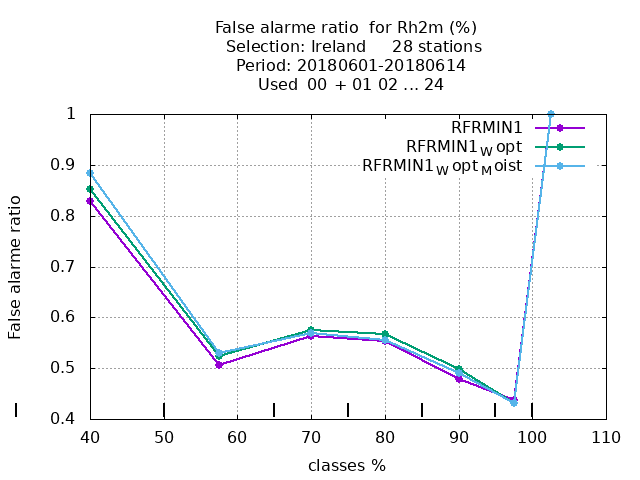 False alarme ratio  for Rh2m (%)
Selection: Ireland     28 stations
Period: 20180601-20180614
Used  00 + 01 02 ... 24
RFRMIN1
RFRMIN1W opt
RFRMIN1W optM oist
False alarme ratio
1
0.9
0.8
0.7
0.6
0.5
0.4
40 50 60 70 80 90 100 110
classes %